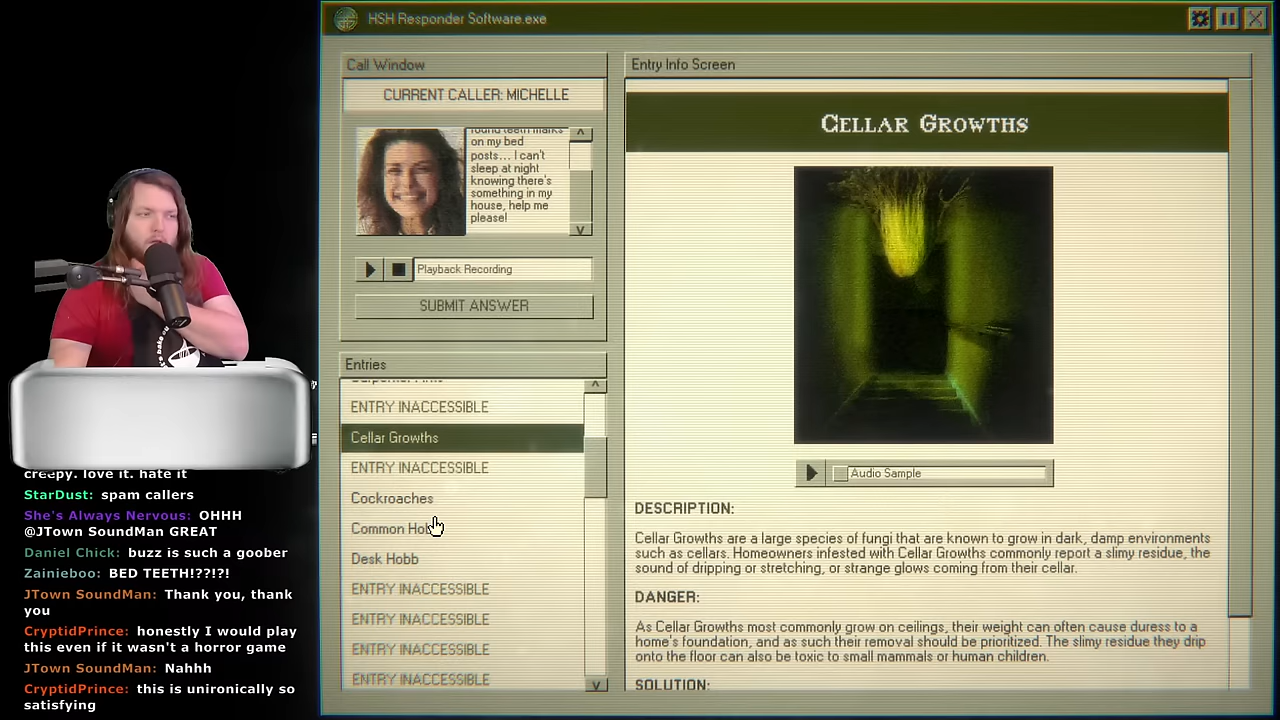 HSH Responder Software.exe
Call Window
CURRENT CALLER: MICHELLE
found teeth marks
on my bed
posts... I can't
sleep at night
knowing there's
something in my
house, help me
please!
Playback Recording
SUBMIT ANSWER
Entries
ENTRY INACCESSIBLE
Cellar Growths
ENTRY INACCESSIBLE
Cockroaches
Common Hobb
Desk Hobb
ENTRY INACCESSIBLE
ENTRY INACCESSIBLE
ENTRY INACCESSIBLE
ENTRY INACCESSIBLE
Entry Info Screen
CELLAR GROWTHS
Audio Sample
DESCRIPTION:
Cellar Growths are a large species of fungi that are known to grow in dark, damp environments
such as cellars. Homeowners infested with Cellar Growths commonly report a slimy residue, the
sound of dripping or stretching, or strange glows coming from their cellar.
DANGER:
As Cellar Growths most commonly grow on ceilings, their weight can often cause duress to a
home's foundation, and as such their removal should be prioritized. The slimy residue they drip
onto the floor can also be toxic to small mammals or human children.
SOLUTION:
creepy. love it. hate it
StarDust: spam callers
She's Always Nervous: OHHH
@JTown SoundMan GREAT
Daniel Chick: buzz is such a goober
Zainieboo: BED TEETH!??!?!
JTown SoundMan: Thank you, thank
you
CryptidPrince: honestly I would play
this even if it wasn't a horror game
JTown SoundMan: Nahhh
CryptidPrince: this is unironically so
satisfying